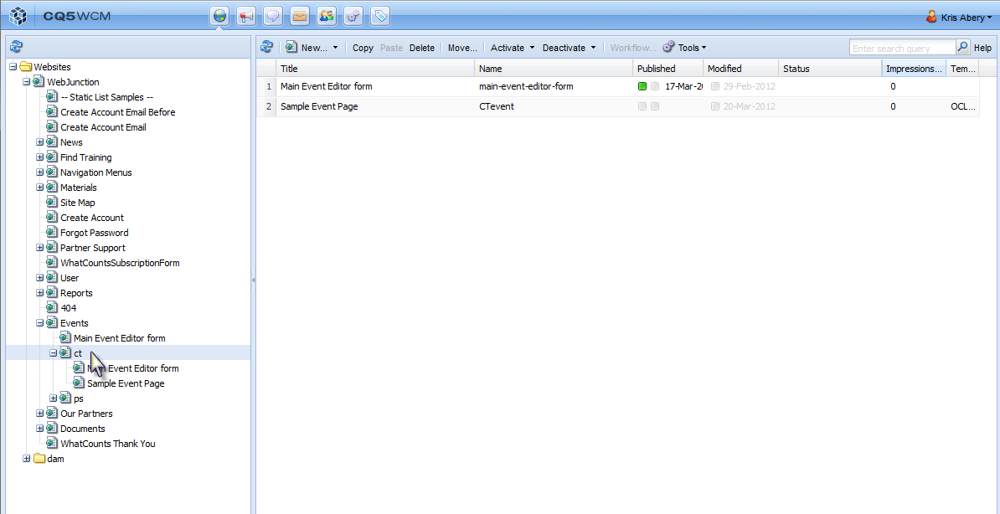 CQ5 WCM
Kris Abery
New... Copy Paste Delete Move... Activate Deactivate Workflow... Tools Enter search query Help
Websites
WebJunction
-- Static List Samples --
Create Account Email Before
Create Account Email
News
Find Training
Navigation Menus
Materials
Site Map
Create Account
Forgot Password
Partner Support
WhatCountsSubscriptionForm
User
Reports
404
Events
Main Event Editor form
ct
Event Editor form
Sample Event Page
ps
Our Partners
Documents
WhatCounts Thank You
dam
Title Name Published Modified Status Impressions... Tem...
1 Main Event Editor form main-event-editor-form 17-Mar-2 29-Feb-2012 0
2 Sample Event Page CTevent 20-Mar-2012 0 OCL...